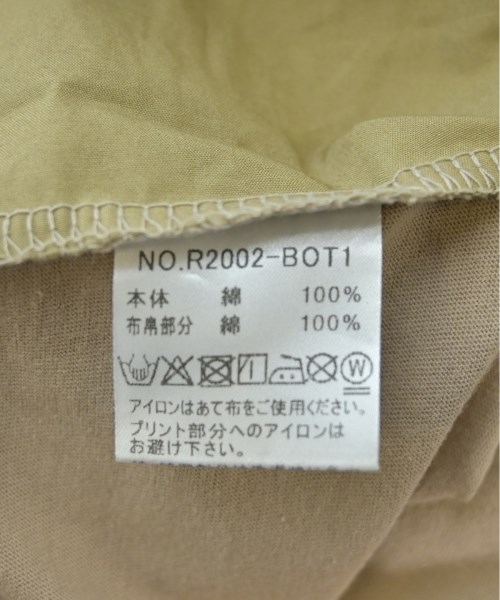 NO.R2002-BOT1
本体 綿 100%
布帛部分 綿 100%
W
アイロンはあて布をご使用ください。
プリント部分へのアイロンは
お避け下さい。